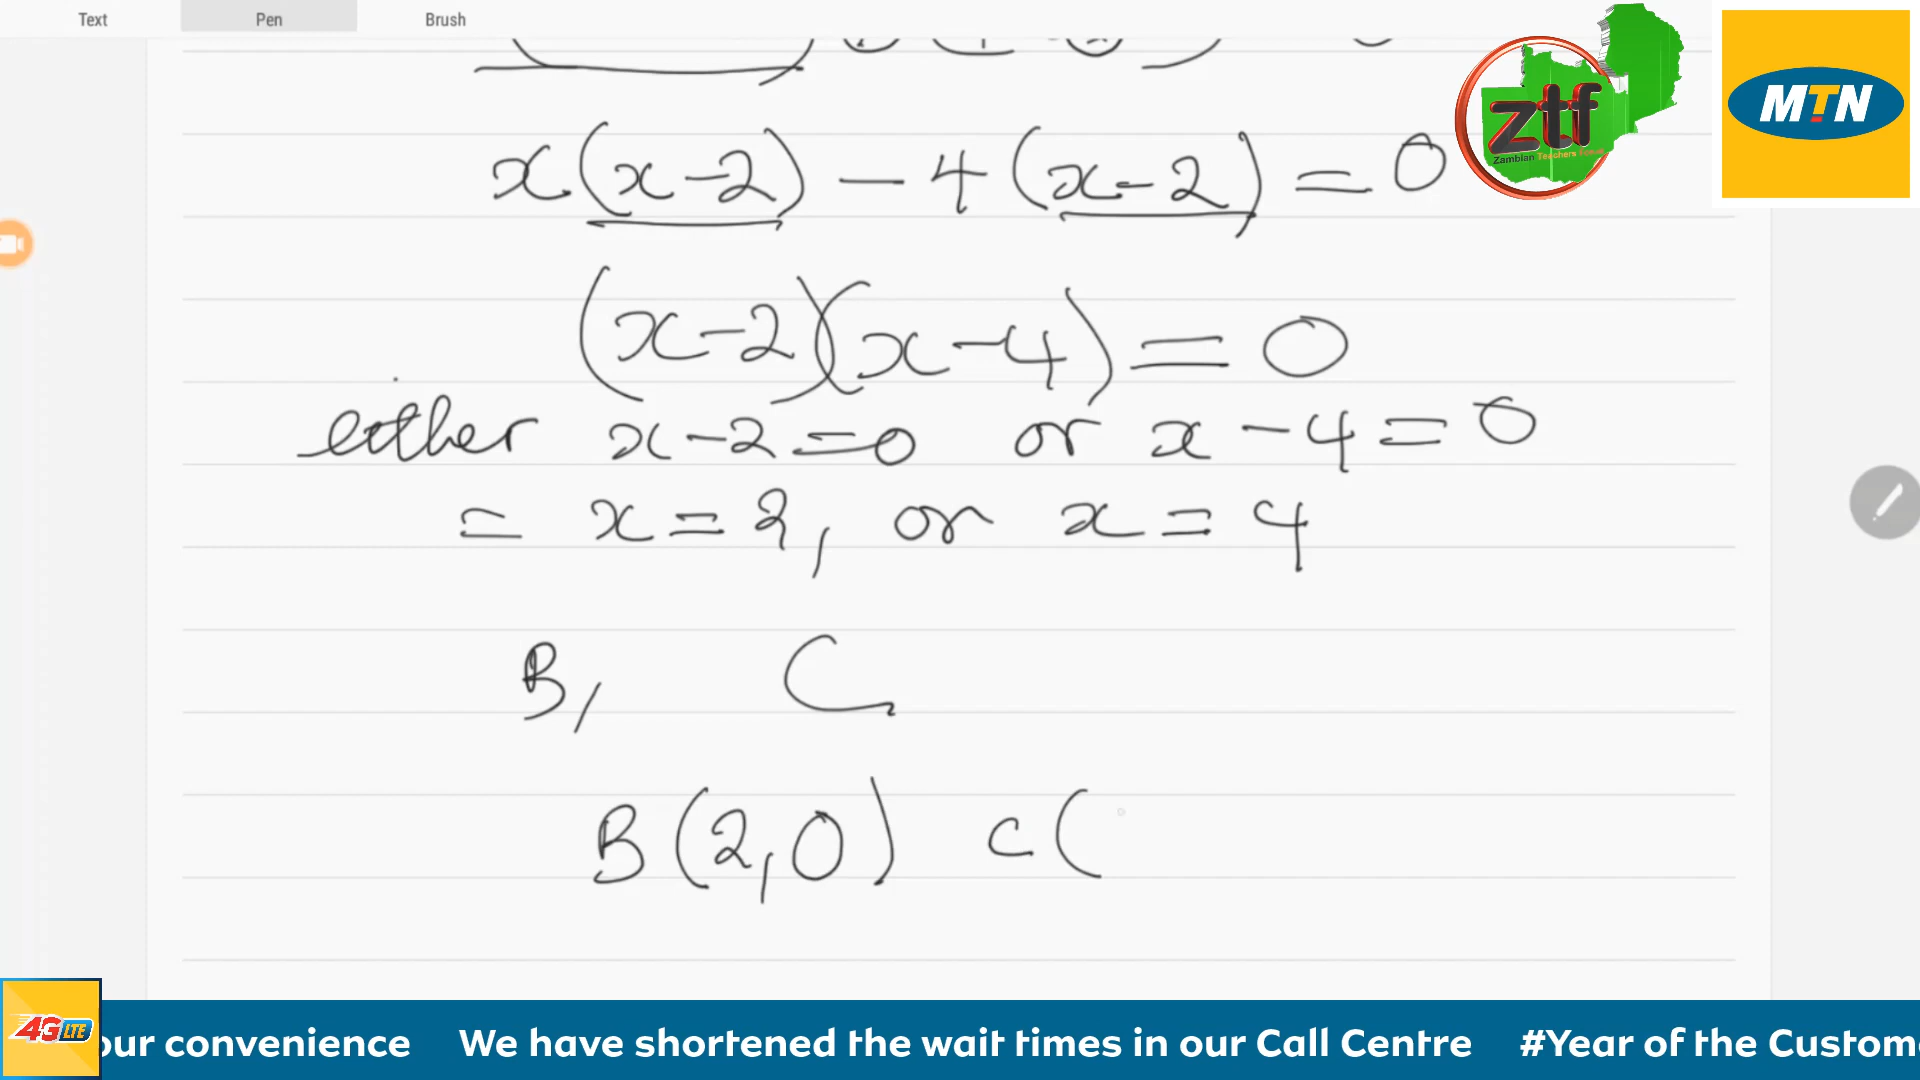 Text Pen Brush
x(x-2) - 4(x-2) = 0
(x-2)(x-4) = 0
either x-2=0 or x-4=0
= x=2, or x=4
B, C
B(2,0) c(
ztf
Zambian Teachers Forum
MTN
4G LTE
our convenience We have shortened the wait times in our Call Centre #Year of the Custom